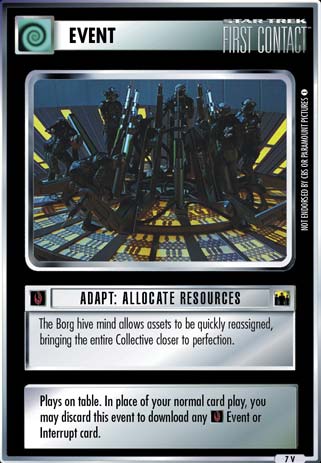 EVENT
STAR TREK
FIRST CONTACT
NOT ENDORSED BY CBS OR PARAMOUNT PICTURES
ADAPT: ALLOCATE RESOURCES
The Borg hive mind allows assets to be quickly reassigned,
bringing the entire Collective closer to perfection.
Plays on table. In place of your normal card play, you
may discard this event to download any Event or
Interrupt card.
7 V